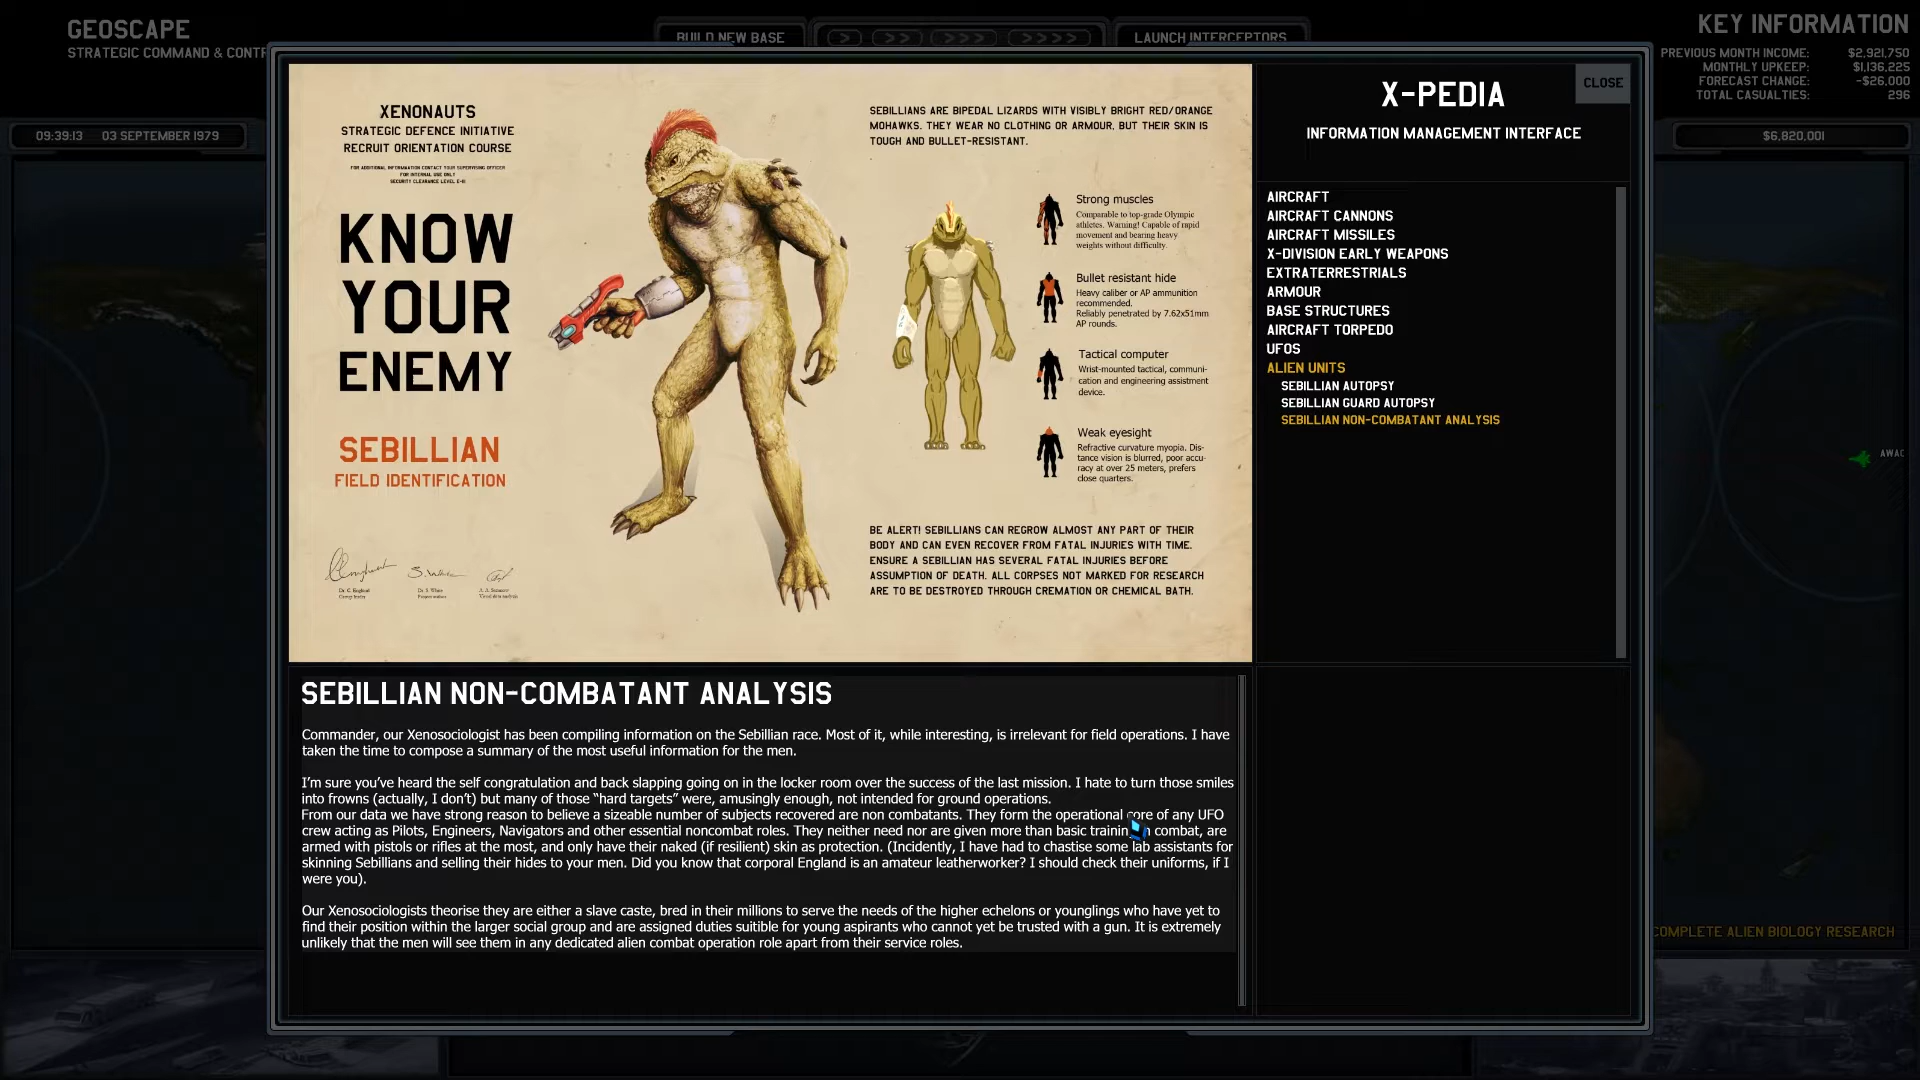 GEOSCAPE
STRATEGIC COMMAND & CONTR
BUILD NEW BASE
>
>>
>>>
>>>>
LAUNCH INTERCEPTORS
KEY INFORMATION
PREVIOUS MONTH INCOME: $2,921,750
MONTHLY UPKEEP: $1,136,225
FORECAST CHANGE: -$26,000
TOTAL CASUALTIES: 296
09:39:13 03 SEPTEMBER 1979
$6,820,001
XENONAUTS
STRATEGIC DEFENCE INITIATIVE
RECRUIT ORIENTATION COURSE
FOR ADDITIONAL INFORMATION CONTACT YOUR SUPERVISING OFFICER
FOR INTERNAL USE ONLY
SECURITY CLEARANCE LEVEL
KNOW
YOUR
ENEMY
SEBILLIAN
FIELD IDENTIFICATION
Dr. C. England
Dr. S. White
SEBILLIANS ARE BIPEDAL LIZARDS WITH VISIBLY BRIGHT RED/ORANGE
MOHAWKS. THEY WEAR NO CLOTHING OR ARMOUR, BUT THEIR SKIN IS
TOUGH AND BULLET-RESISTANT.
Strong muscles
Comparable to top-grade Olympic
athletes. Warning! Capable of rapid
movement and bearing heavy
weights without difficulty.
Bullet resistant hide
Heavy caliber or AP ammunition
recommended.
Reliably penetrated by 7.62x51mm
AP rounds.
Tactical computer
Wrist-mounted tactical, communi-
cation and engineering assistment
device.
Weak eyesight
Refractive curvature myopia. Dis-
tance vision is blurred, poor accu-
racy at over 25 meters, prefers
close quarters.
BE ALERT! SEBILLIANS CAN REGROW ALMOST ANY PART OF THEIR
BODY AND CAN EVEN RECOVER FROM FATAL INJURIES WITH TIME.
ENSURE A SEBILLIAN HAS SEVERAL FATAL INJURIES BEFORE
ASSUMPTION OF DEATH. ALL CORPSES NOT MARKED FOR RESEARCH
ARE TO BE DESTROYED THROUGH CREMATION OR CHEMICAL BATH.
X-PEDIA
CLOSE
INFORMATION MANAGEMENT INTERFACE
AIRCRAFT
AIRCRAFT CANNONS
AIRCRAFT MISSILES
X-DIVISION EARLY WEAPONS
EXTRATERRESTRIALS
ARMOUR
BASE STRUCTURES
AIRCRAFT TORPEDO
UFOS
ALIEN UNITS
SEBILLIAN AUTOPSY
SEBILLIAN GUARD AUTOPSY
SEBILLIAN NON-COMBATANT ANALYSIS
AWAC
COMPLETE ALIEN BIOLOGY RESEARCH
SEBILLIAN NON-COMBATANT ANALYSIS
Commander, our Xenosociologist has been compiling information on the Sebillian race. Most of it, while interesting, is irrelevant for field operations. I have
taken the time to compose a summary of the most useful information for the men.
I'm sure you've heard the self congratulation and back slapping going on in the locker room over the success of the last mission. I hate to turn those smiles
into frowns (actually, I don't) but many of those "hard targets" were, amusingly enough, not intended for ground operations.
From our data we have strong reason to believe a sizeable number of subjects recovered are non combatants. They form the operational core of any UFO
crew acting as Pilots, Engineers, Navigators and other essential noncombat roles. They neither need nor are given more than basic training in combat, are
armed with pistols or rifles at the most, and only have their naked (if resilient) skin as protection. (Incidently, I have had to chastise some lab assistants for
skinning Sebillians and selling their hides to your men. Did you know that corporal England is an amateur leatherworker? I should check their uniforms, if I
were you).
Our Xenosociologists theorise they are either a slave caste, bred in their millions to serve the needs of the higher echelons or younglings who have yet to
find their position within the larger social group and are assigned duties suitible for young aspirants who cannot yet be trusted with a gun. It is extremely
unlikely that the men will see them in any dedicated alien combat operation role apart from their service roles.